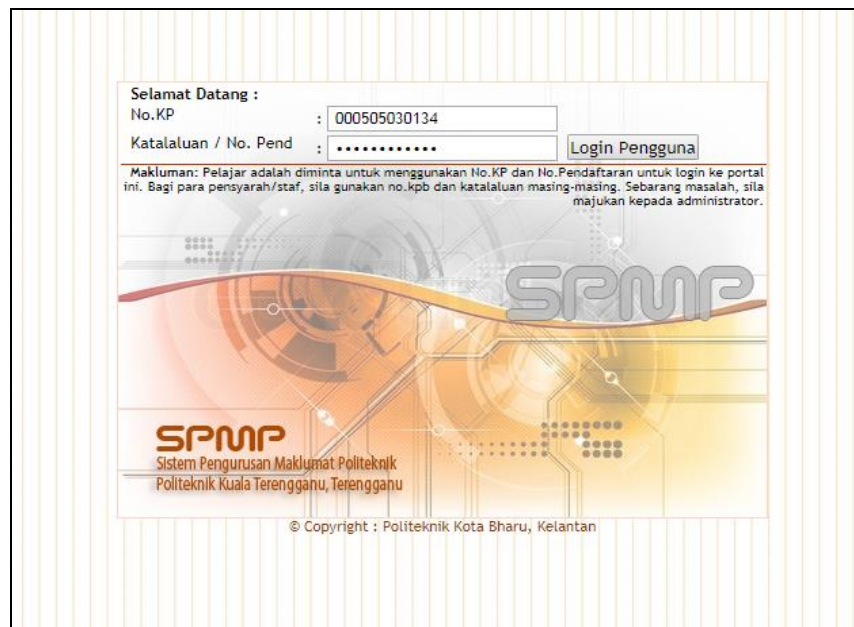 Selamat Datang :
No.KP : 000505030134
Katalaluan / No. Pend : •••••••••••• Login Pengguna
Makluman: Pelajar adalah diminta untuk menggunakan No.KP dan No.Pendaftaran untuk login ke portal
ini. Bagi para pensyarah/staf, sila gunakan no.kpb dan katalaluan masing-masing. Sebarang masalah, sila
majukan kepada administrator.
SPMP
SPMP
Sistem Pengurusan Maklumat Politeknik
Politeknik Kuala Terengganu, Terengganu
© Copyright : Politeknik Kota Bharu, Kelantan